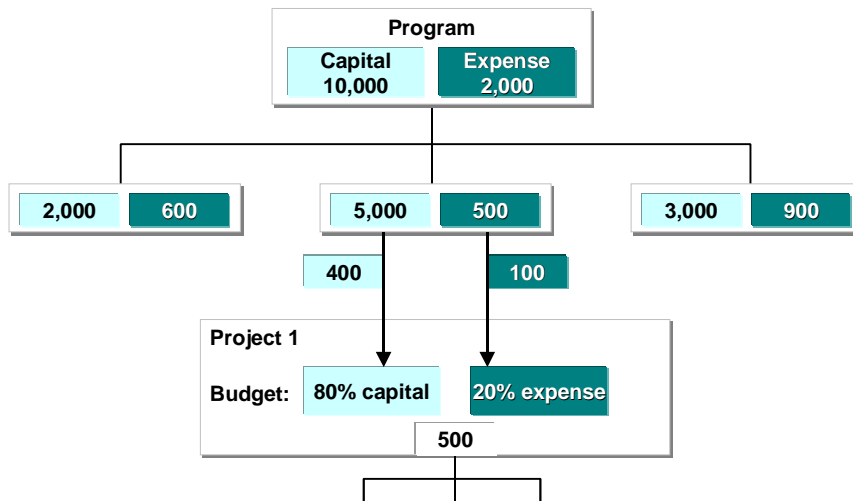 Program
Capital Expense
10,000 2,000
2,000 600 5,000 500 3,000 900
400 100
Project 1
Budget: 80% capital 20% expense
500